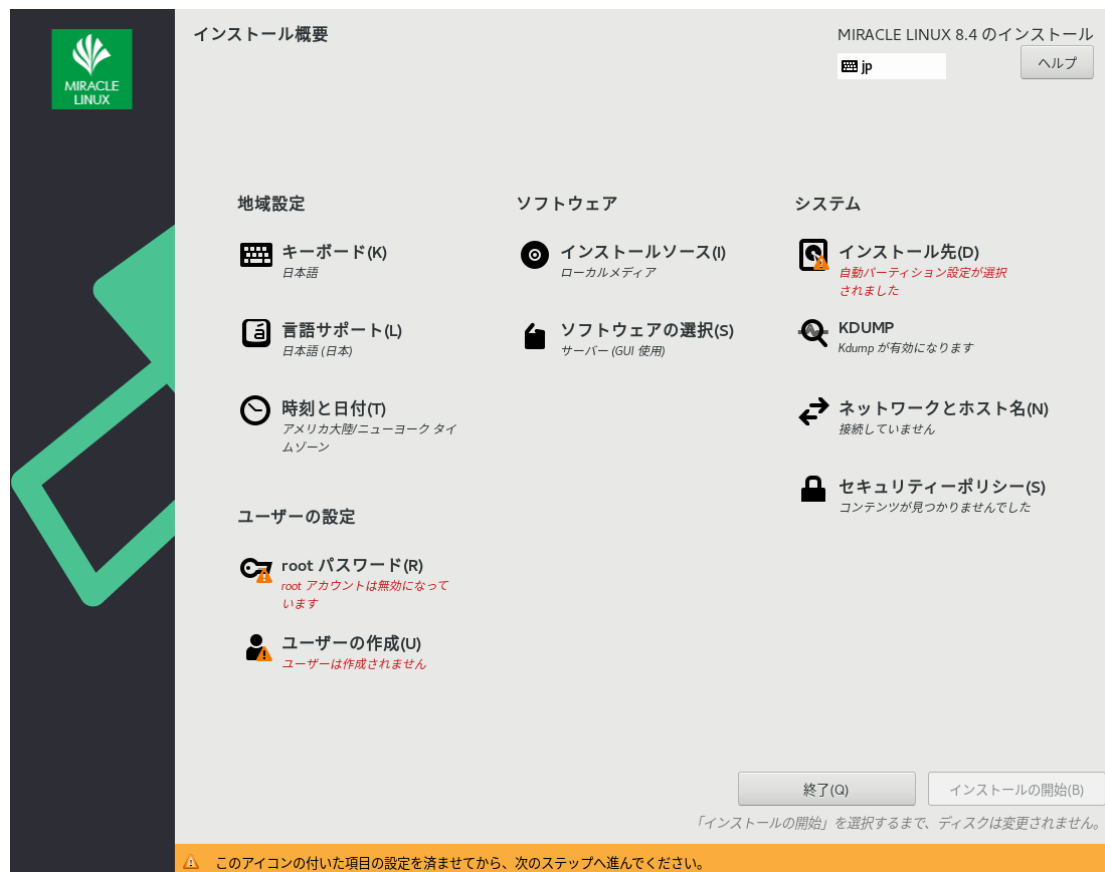 MIRACLE
LINUX
インストール概要
MIRACLE LINUX 8.4 のインストール
jp
ヘルプ
地域設定
キーボード(K)
日本語
言語サポート(L)
日本語 (日本)
時刻と日付(T)
アメリカ大陸/ニューヨーク タイ
ムゾーン
ユーザーの設定
root パスワード(R)
root アカウントは無効になって
います
ユーザーの作成(U)
ユーザーは作成されません
ソフトウェア
インストールソース(I)
ローカルメディア
ソフトウェアの選択(S)
サーバー (GUI 使用)
システム
インストール先(D)
自動パーティション設定が選択
されました
KDUMP
Kdump が有効になります
ネットワークとホスト名(N)
接続していません
セキュリティーポリシー(S)
コンテンツが見つかりませんでした
終了(Q)
インストールの開始(B)
「インストールの開始」を選択するまで、ディスクは変更されません。
このアイコンの付いた項目の設定を済ませてから、次のステップへ進んでください。